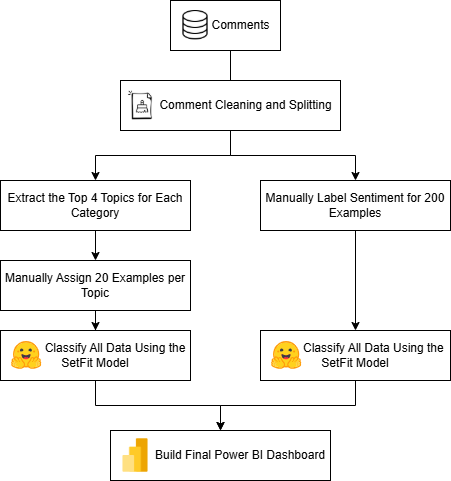 Comments
Comment Cleaning and Splitting
Extract the Top 4 Topics for Each
Category
Manually Label Sentiment for 200
Examples
Manually Assign 20 Examples per
Topic
Classify All Data Using the
SetFit Model
Classify All Data Using the
SetFit Model
Build Final Power BI Dashboard